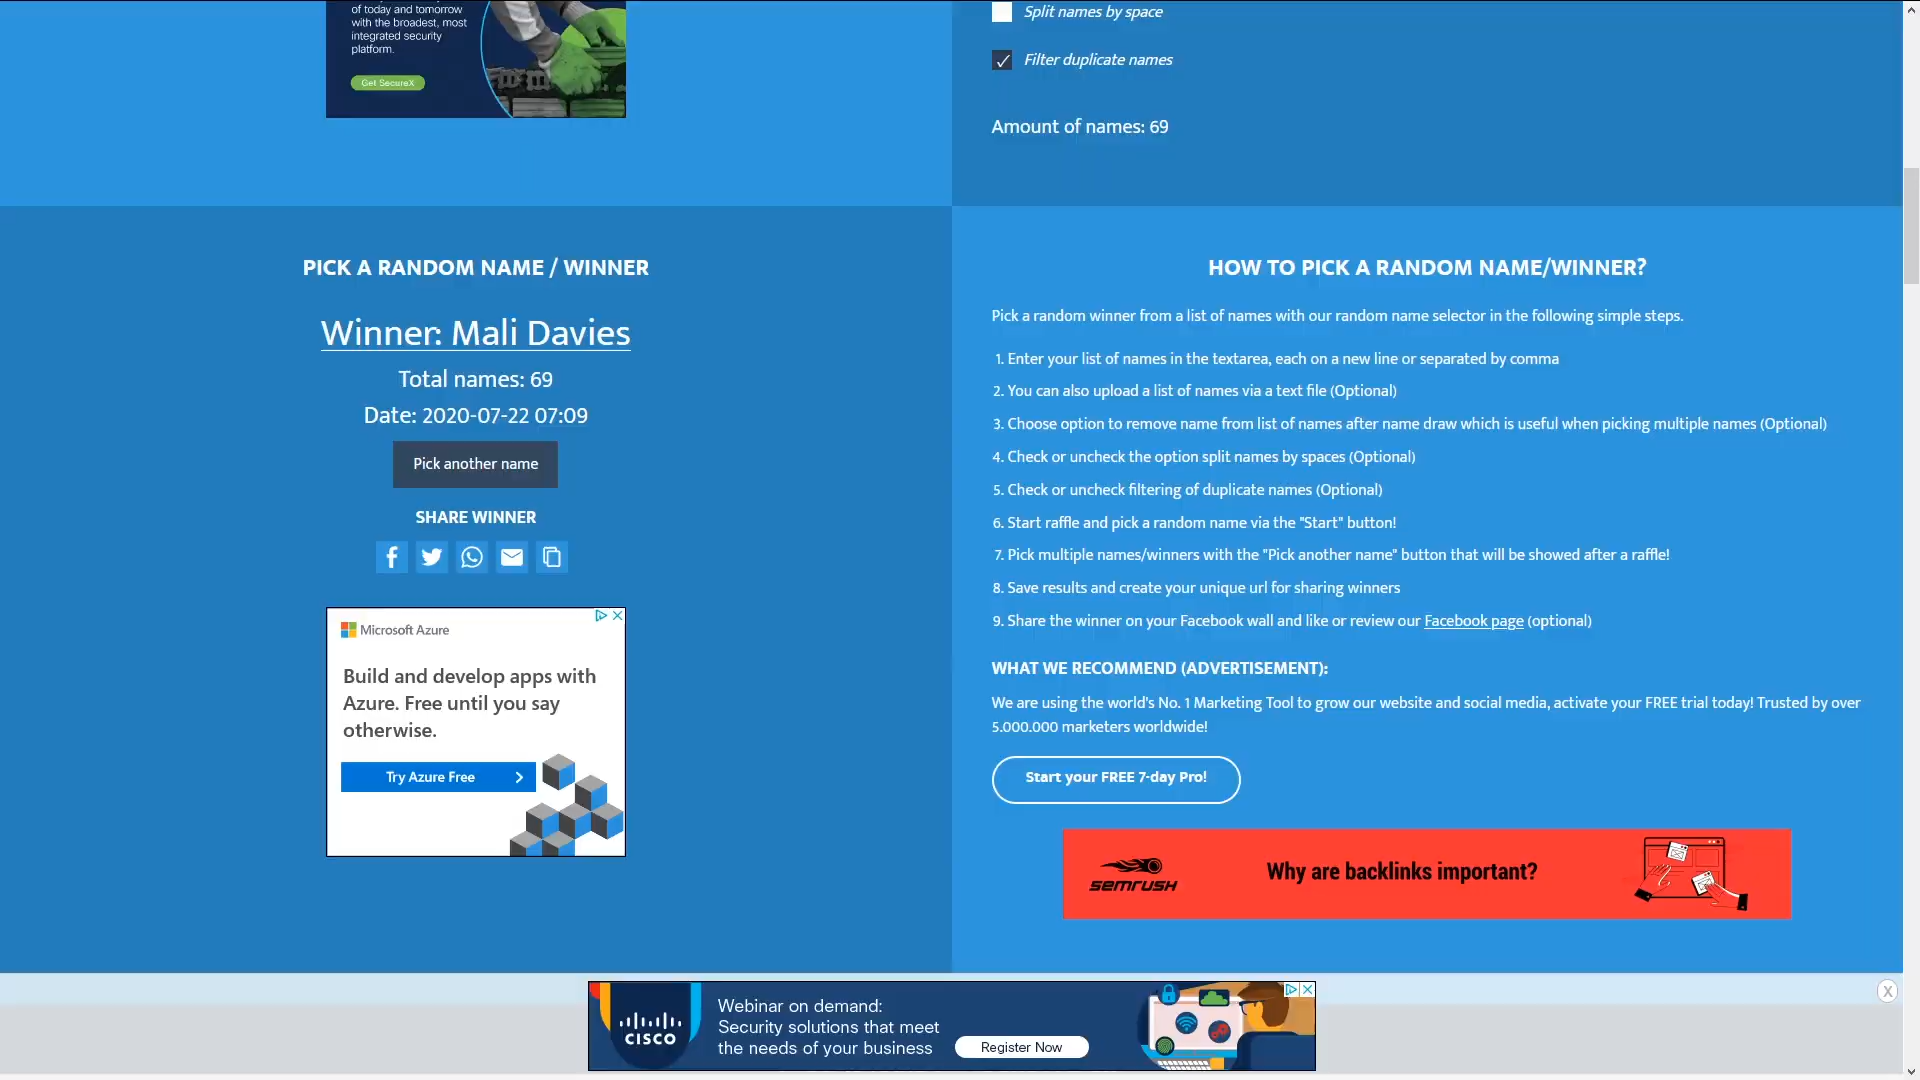 of today and tomorrow
with the broadest, most
integrated security
platform.
Get SecureX
Split names by space
Filter duplicate names
Amount of names: 69
PICK A RANDOM NAME / WINNER
Winner: Mali Davies
Total names: 69
Date: 2020-07-22 07:09
Pick another name
SHARE WINNER
Microsoft Azure
Build and develop apps with
Azure. Free until you say
otherwise.
Try Azure Free
HOW TO PICK A RANDOM NAME/WINNER?
Pick a random winner from a list of names with our random name selector in the following simple steps.
1. Enter your list of names in the textarea, each on a new line or separated by comma
2. You can also upload a list of names via a text file (Optional)
3. Choose option to remove name from list of names after name draw which is useful when picking multiple names (Optional)
4. Check or uncheck the option split names by spaces (Optional)
5. Check or uncheck filtering of duplicate names (Optional)
6. Start raffle and pick a random name via the "Start" button!
7. Pick multiple names/winners with the "Pick another name" button that will be showed after a raffle!
8. Save results and create your unique url for sharing winners
9. Share the winner on your Facebook wall and like or review our Facebook page (optional)
WHAT WE RECOMMEND (ADVERTISEMENT):
We are using the world's No. 1 Marketing Tool to grow our website and social media, activate your FREE trial today! Trusted by over
5.000.000 marketers worldwide!
Start your FREE 7-day Pro!
semrush
Why are backlinks important?
X
CISCO
Webinar on demand:
Security solutions that meet
the needs of your business
Register Now